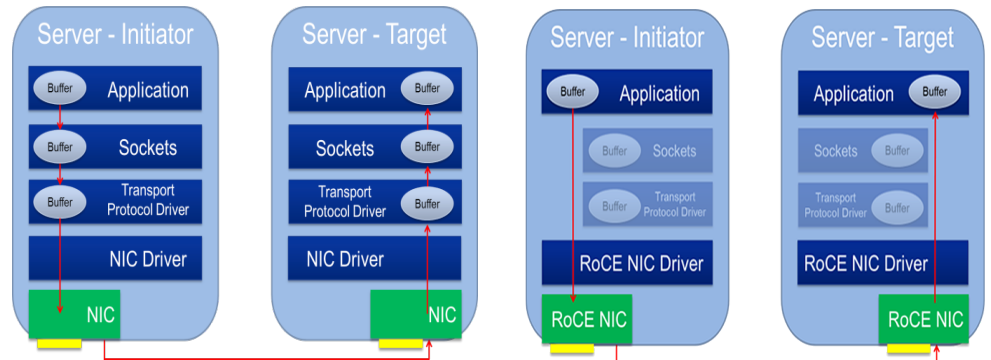 Server - Initiator
Buffer Application
Buffer Sockets
Buffer Transport
Protocol Driver
NIC Driver
NIC
Server - Target
Application Buffer
Sockets Buffer
Transport
Protocol Driver Buffer
NIC Driver
NIC
Server - Initiator
Buffer Application
Buffer Sockets
Buffer Transport
Protocol Driver
RoCE NIC Driver
RoCE NIC
Server - Target
Application Buffer
Sockets Buffer
Transport
Protocol Driver Buffer
RoCE NIC Driver
RoCE NIC